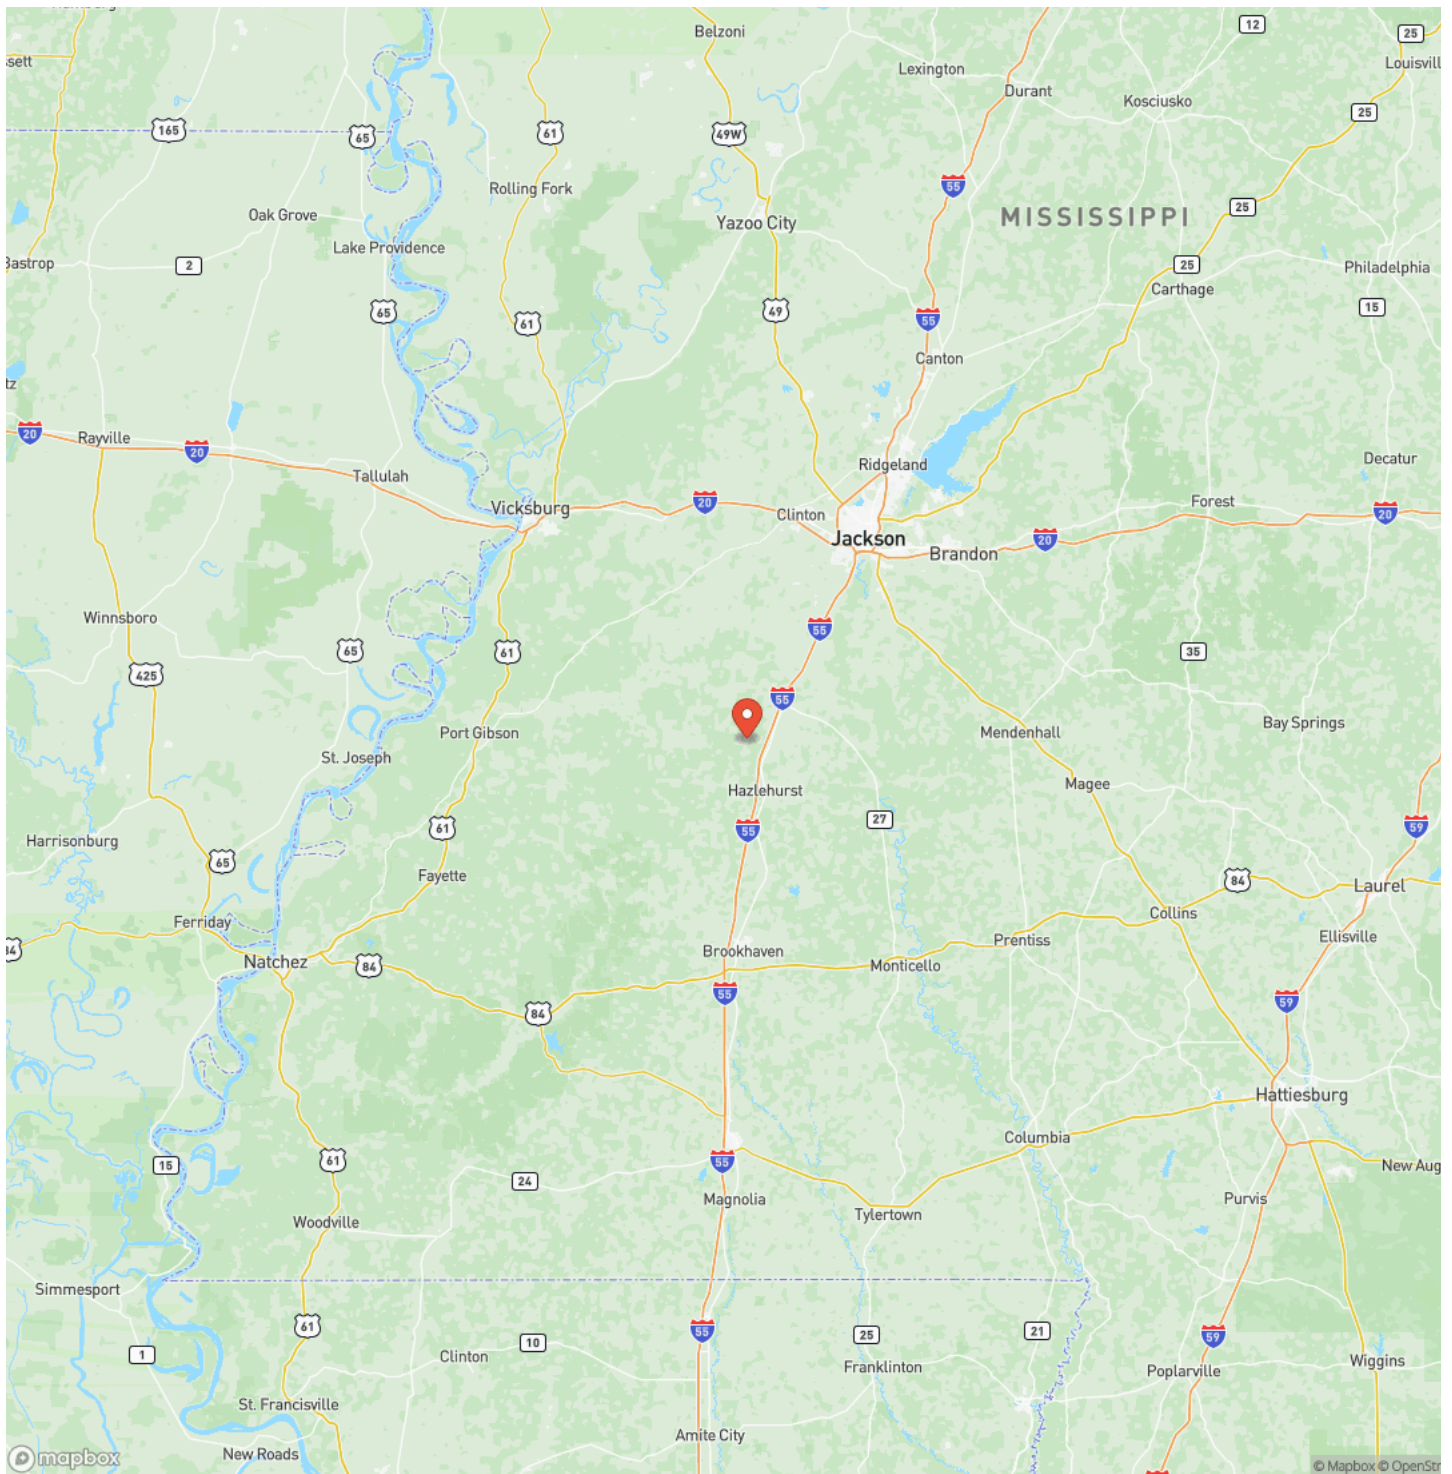 Belzoni
12
25
ssett
Lexington
Louisvill
Durant
Kosciusko
25
165
65
61
49W
55
Rolling Fork
Oak Grove
25
MISSISSIPPI
Yazoo City
Lake Providence
Bastrop
2
25
Philadelphia
Carthage
65
49
15
61
55
Canton
tz
20
Rayville
20
Decatur
Ridgeland
Tallulah
20
Forest
Vicksburg
Clinton
20
Jackson
20
Brandon
Winnsboro
55
65
61
35
425
55
Bay Springs
Port Gibson
Mendenhall
St. Joseph
Magee
Hazlehurst
61
55
27
59
Harrisonburg
65
Fayette
84
Laurel
Ferriday
Collins
Ellisville
84
Prentiss
Brookhaven
Natchez
84
Monticello
55
59
84
Hattiesburg
Columbia
61
55
15
New Aug
24
Magnolia
Purvis
Tylertown
Woodville
Simmesport
61
55
25
21
59
10
1
Clinton
Franklinton
Wiggins
Poplarville
St. Francisville
Amite City
New Roads
mapbox
© Mapbox © OpenStr